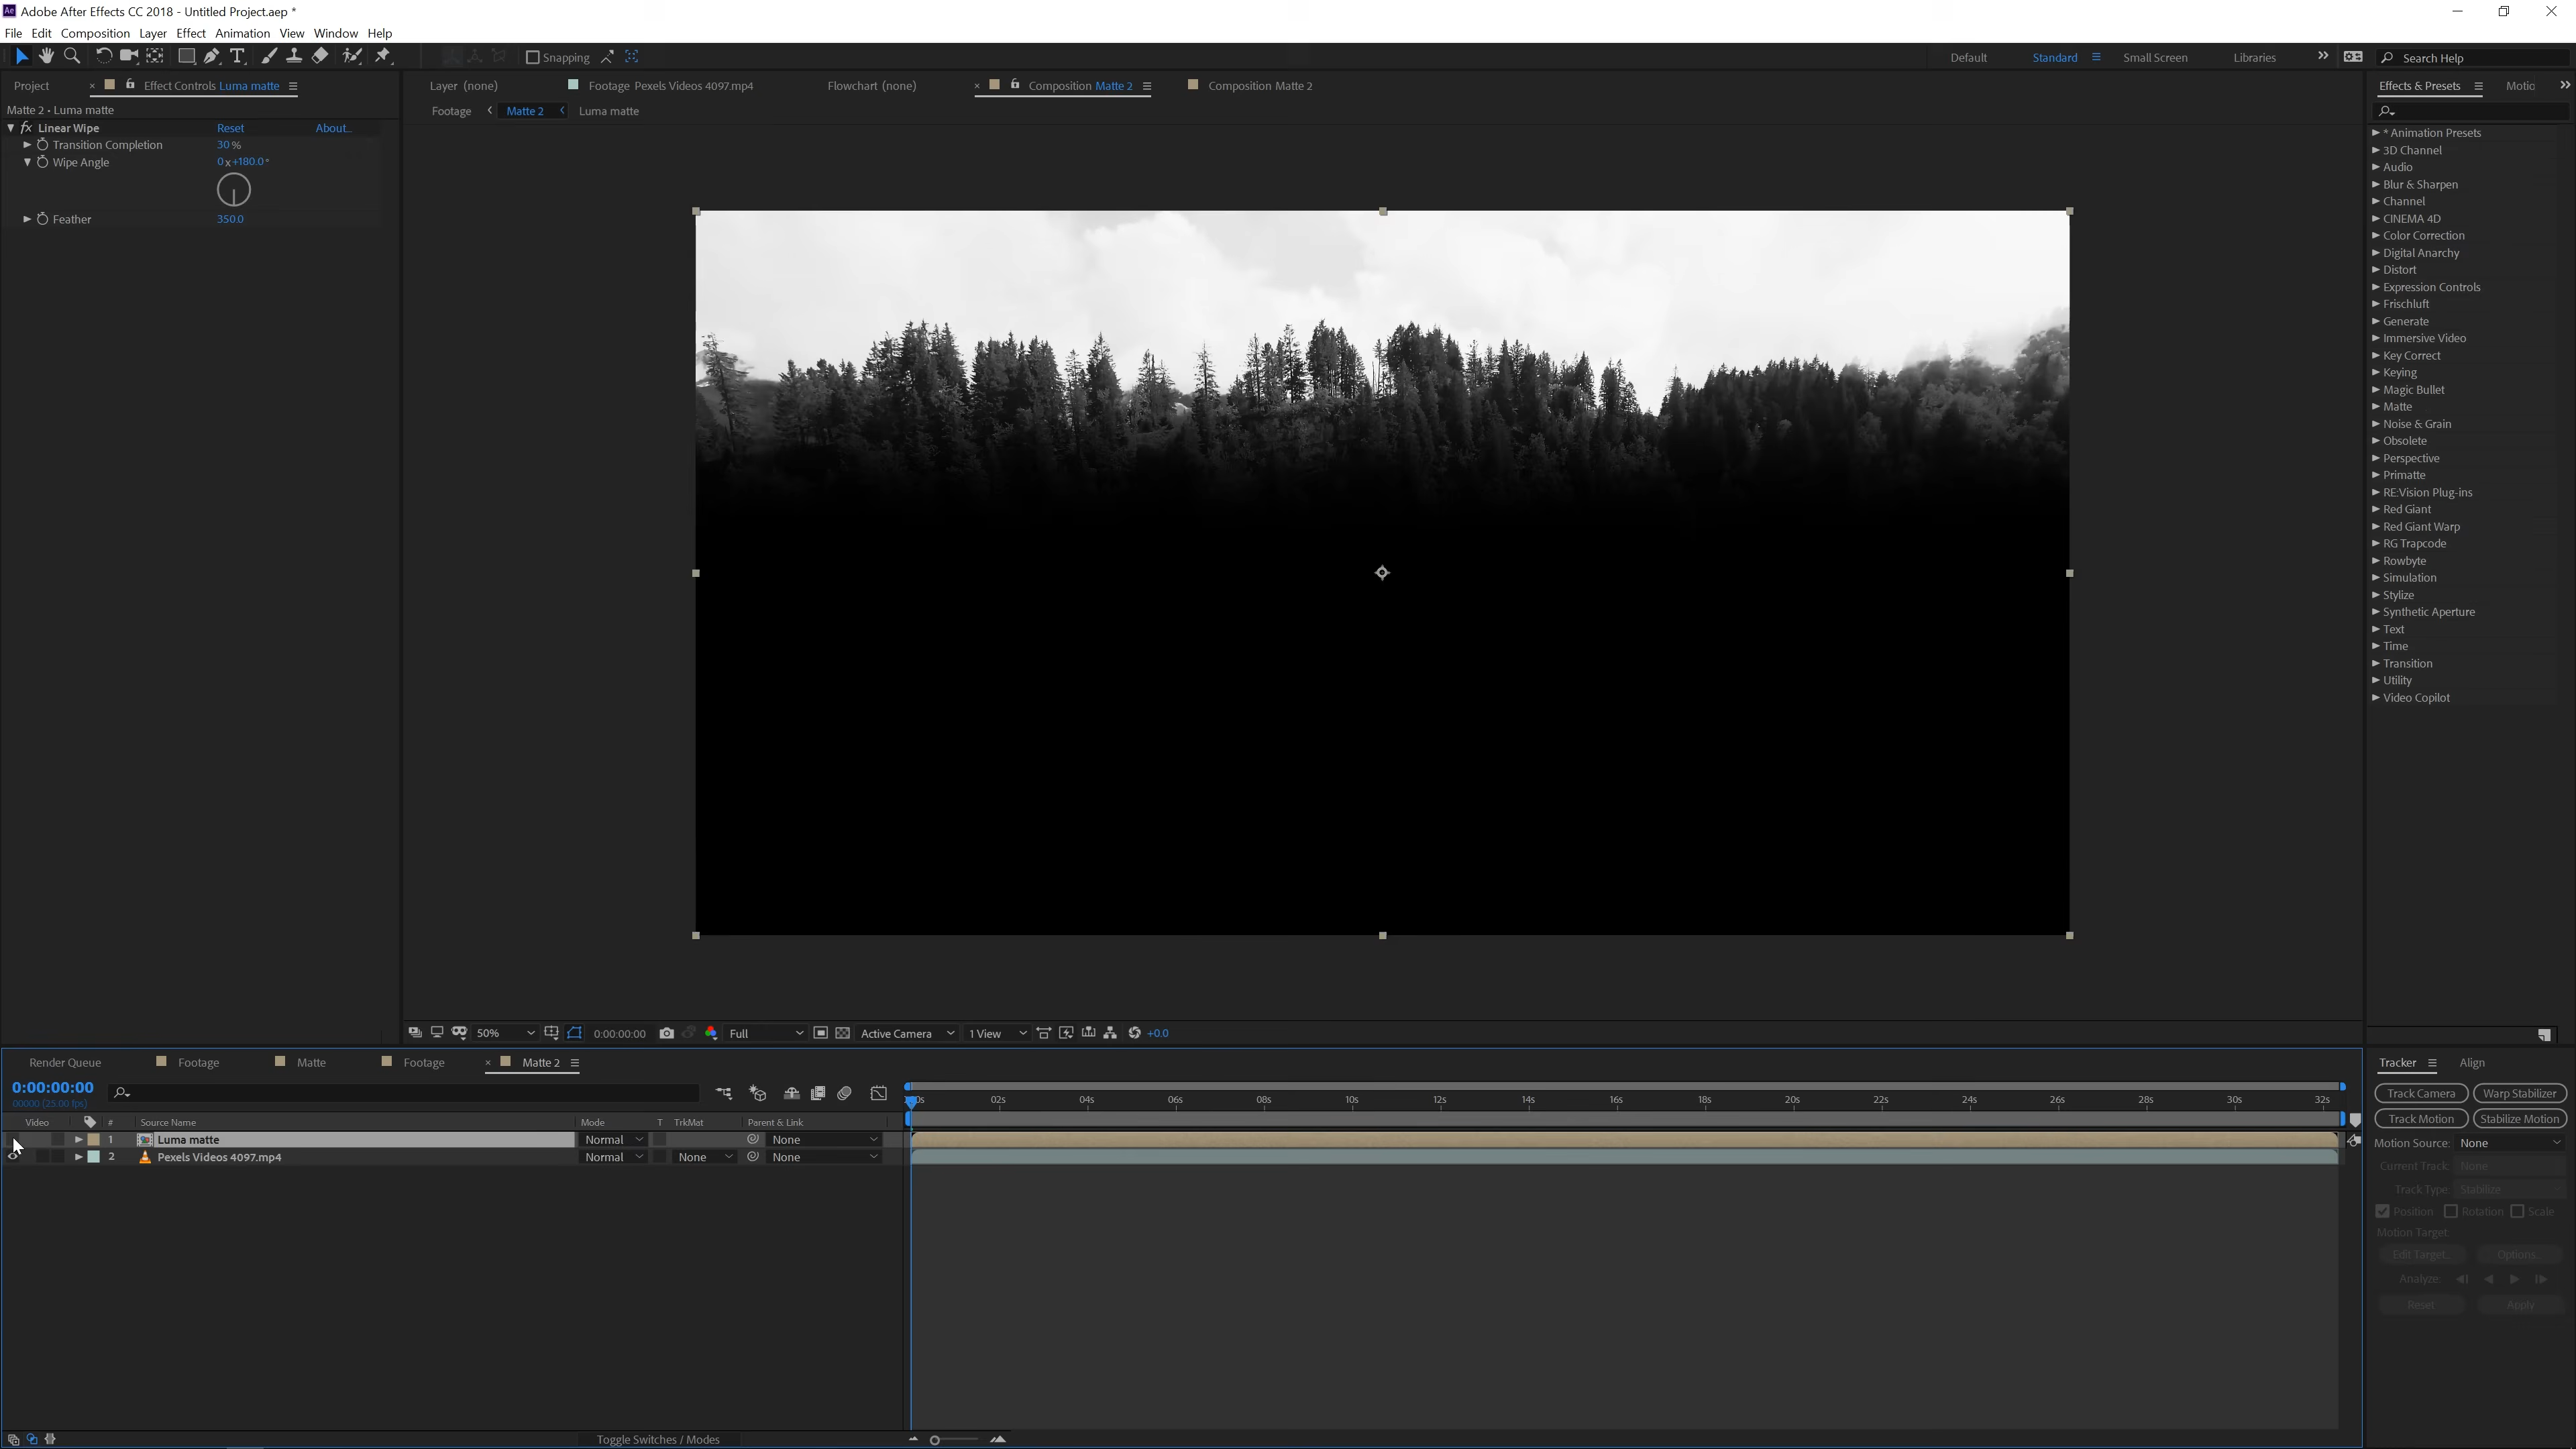 Ae Adobe After Effects CC 2018 - Untitled Project.aep *
File Edit Composition Layer Effect Animation View Window Help
Snapping Default Standard Small Screen Libraries Search Help
Project Effect Controls Luma matte Layer (none) Footage Pexels Videos 4097.mp4 Flowchart (none) Composition Matte 2 Composition Matte 2 Effects & Presets Motio
Matte 2 • Luma matte Footage Matte 2 Luma matte
fx Linear Wipe Reset About...
Transition Completion 30 %
Wipe Angle 0x+180.0°
Feather 350.0
* Animation Presets
3D Channel
Audio
Blur & Sharpen
Channel
CINEMA 4D
Color Correction
Digital Anarchy
Distort
Expression Controls
Frischluft
Generate
Immersive Video
Key Correct
Keying
Magic Bullet
Matte
Noise & Grain
Obsolete
Perspective
Primatte
RE:Vision Plug-ins
Red Giant
Red Giant Warp
RG Trapcode
Rowbyte
Simulation
Stylize
Synthetic Aperture
Text
Time
Transition
Utility
Video Copilot
50% 0:00:00:00 Full Active Camera 1 View +0.0
Render Queue Footage Matte Footage Matte 2
0:00:00:00
00000 (25.00 fps)
02s 04s 06s 08s 10s 12s 14s 16s 18s 20s 22s 24s 26s 28s 30s 32s
Video # Source Name Mode T TrkMat Parent & Link
1 Luma matte Normal None
2 Pexels Videos 4097.mp4 Normal None None
Toggle Switches / Modes
Tracker Align
Track Camera Warp Stabilizer
Track Motion Stabilize Motion
Motion Source: None
Current Track: None
Track Type: Stabilize
Position Rotation Scale
Motion Target:
Edit Target... Options...
Analyze:
Reset Apply